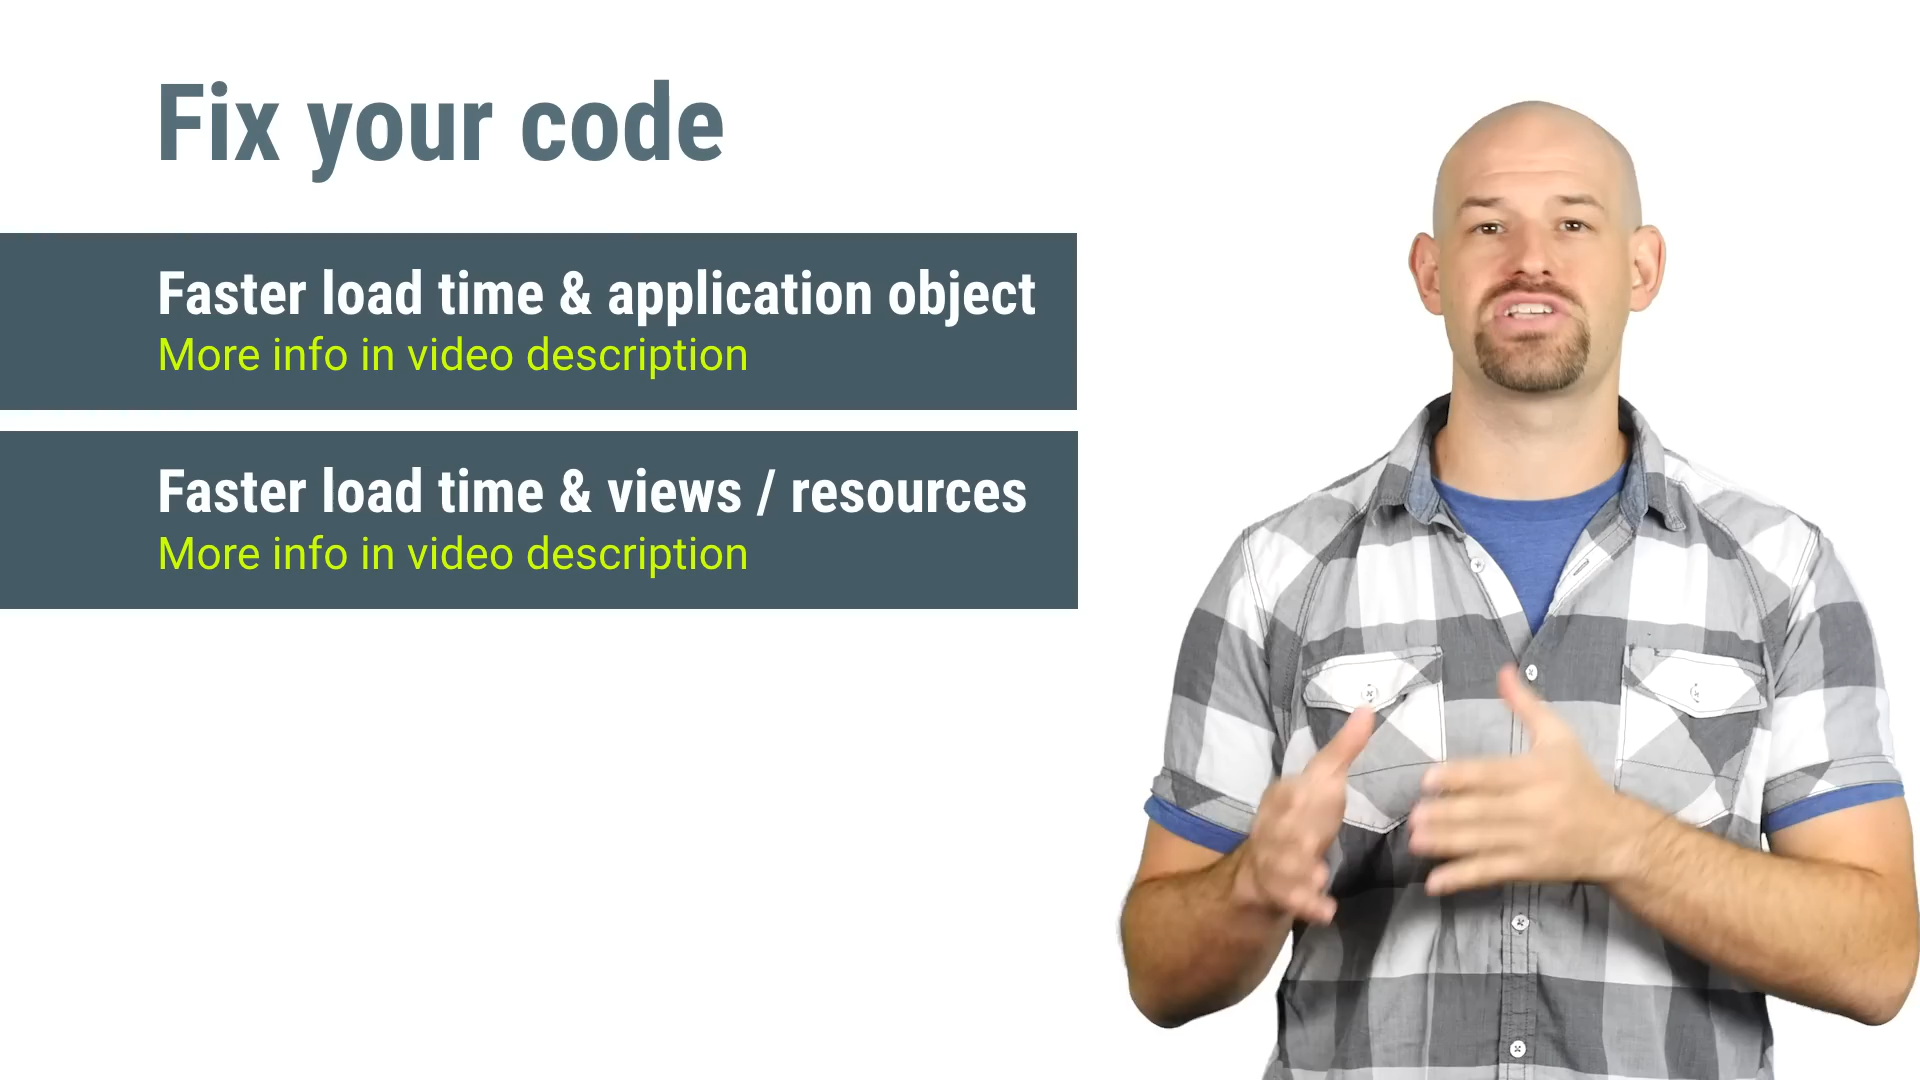 Fix your code
Faster load time & application object
More info in video description
Faster load time & views / resources
More info in video description